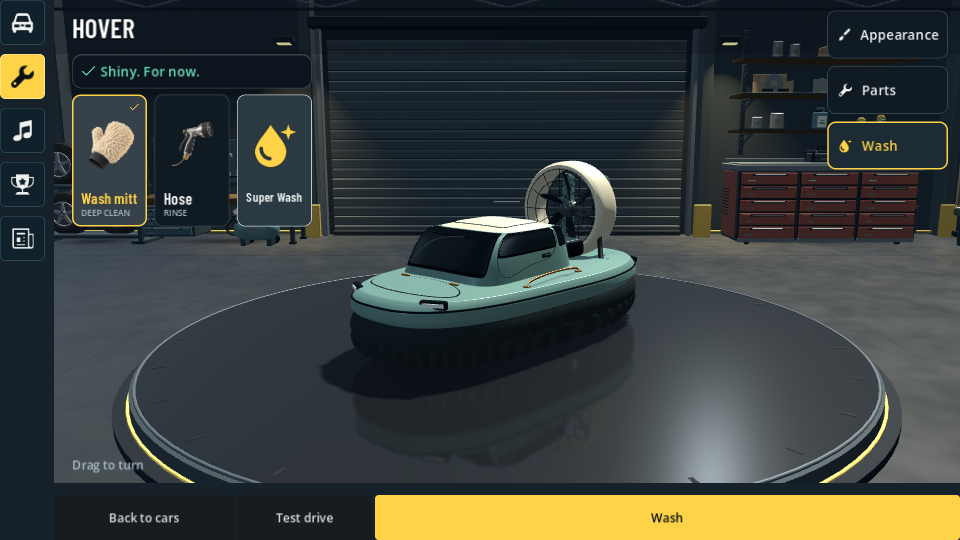 HOVER
Shiny. For now.
Wash mitt
DEEP CLEAN
Hose
RINSE
Super Wash
Appearance
Parts
Wash
Drag to turn
Back to cars
Test drive
Wash